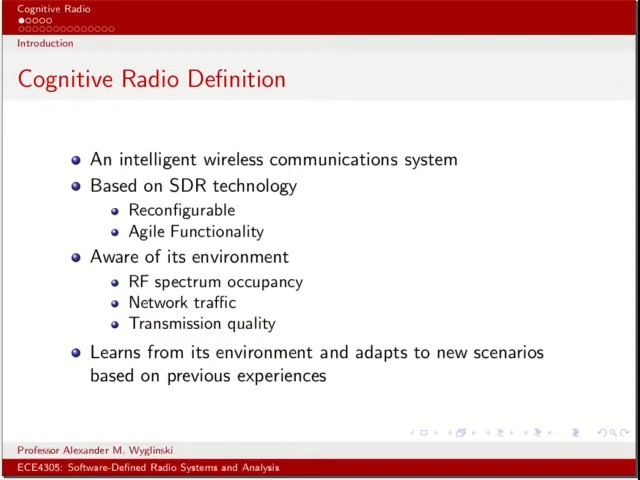 Cognitive Radio
Introduction
Cognitive Radio Definition
An intelligent wireless communications system
Based on SDR technology
Reconfigurable
Agile Functionality
Aware of its environment
RF spectrum occupancy
Network traffic
Transmission quality
Learns from its environment and adapts to new scenarios
based on previous experiences
Professor Alexander M. Wyglinski
ECE4305: Software-Defined Radio Systems and Analysis